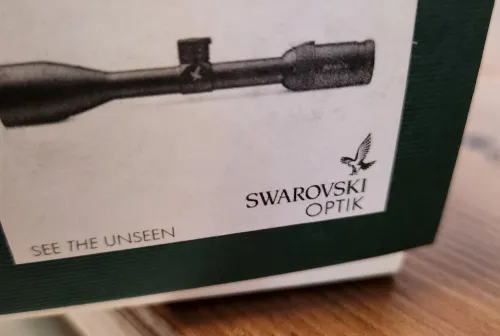 SWAROVSKI
OPTIK
SEE THE UNSEEN